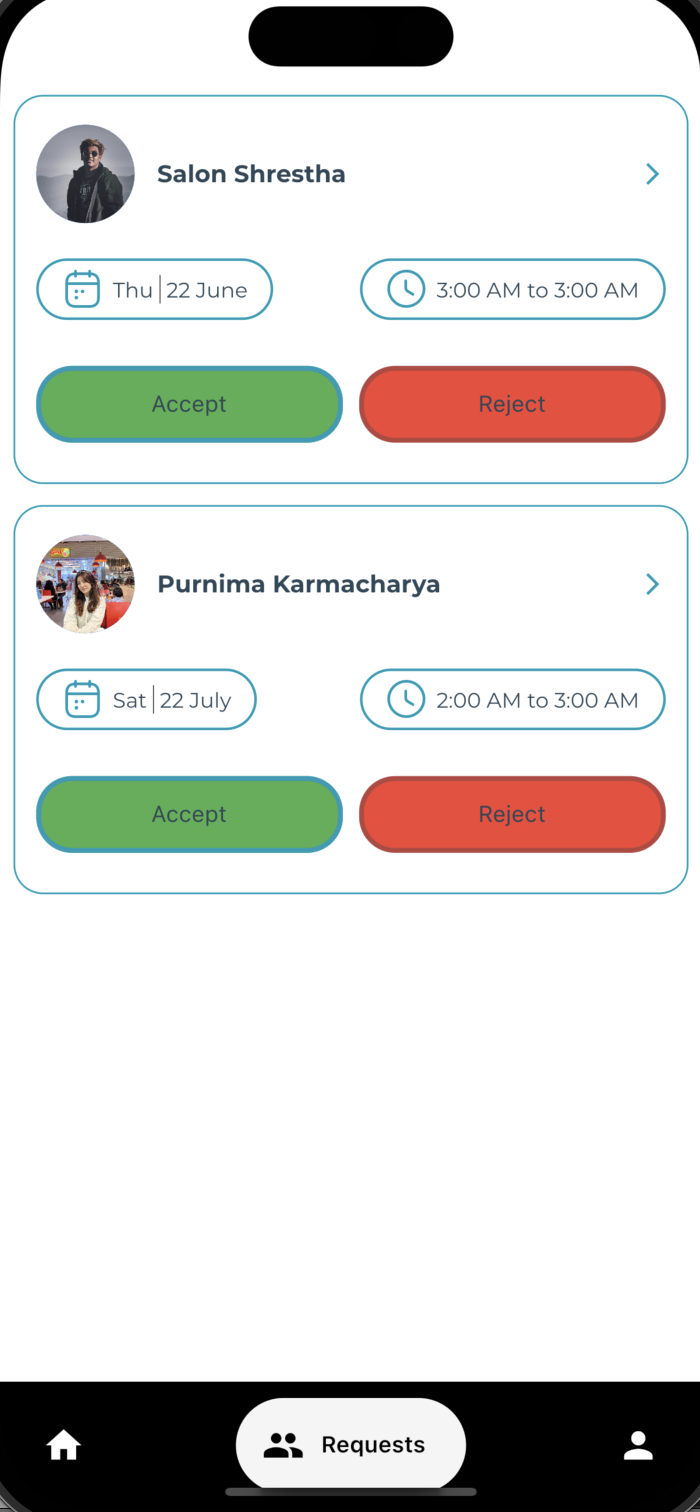 Salon Shrestha
Thu | 22 June
3:00 AM to 3:00 AM
Accept
Reject
Purnima Karmacharya
Sat | 22 July
2:00 AM to 3:00 AM
Accept
Reject
Requests